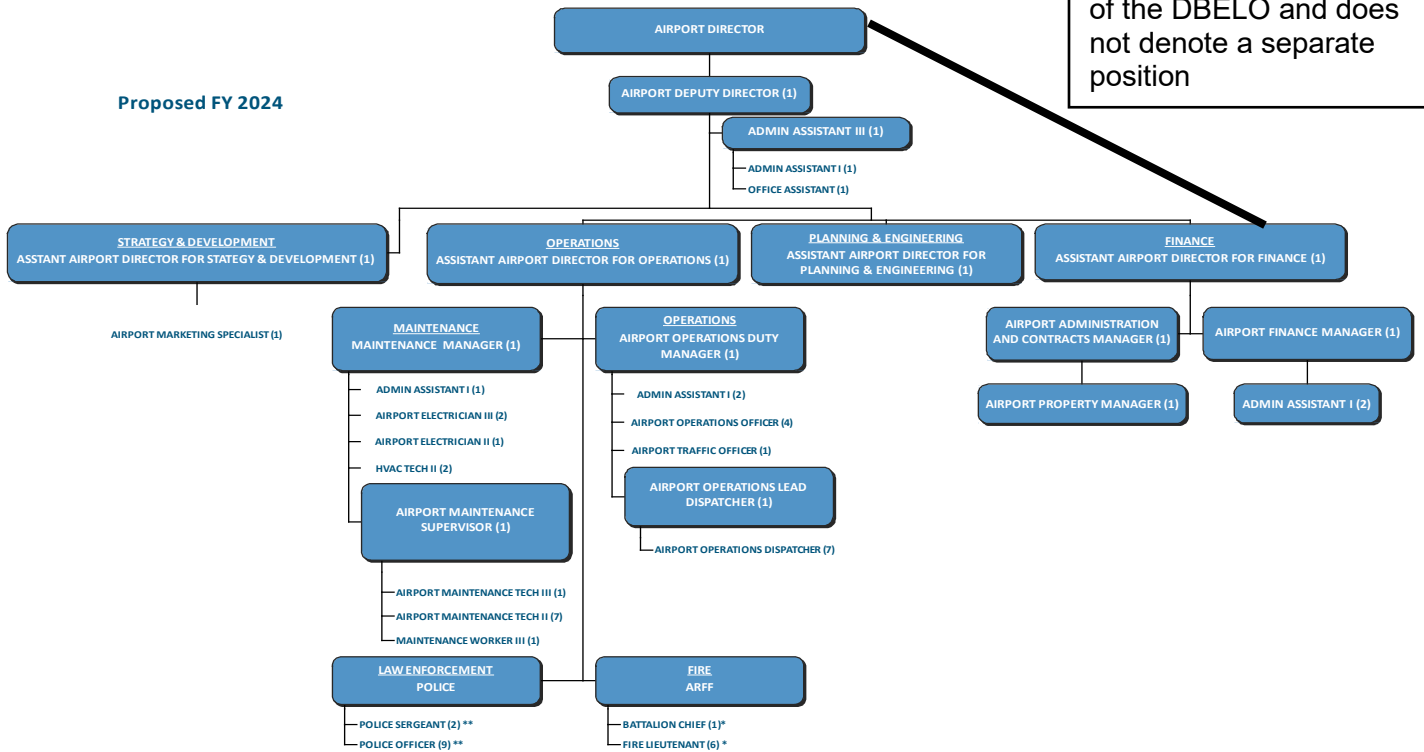 of the DBELO and does
not denote a separate
position
AIRPORT DIRECTOR
Proposed FY 2024
AIRPORT DEPUTY DIRECTOR (1)
ADMIN ASSISTANT III (1)
ADMIN ASSISTANT I (1)
OFFICE ASSISTANT (1)
STRATEGY & DEVELOPMENT
ASSTANT AIRPORT DIRECTOR FOR STATEGY & DEVELOPMENT (1)
OPERATIONS
ASSISTANT AIRPORT DIRECTOR FOR OPERATIONS (1)
PLANNING & ENGINEERING
ASSISTANT AIRPORT DIRECTOR FOR
PLANNING & ENGINEERING (1)
FINANCE
ASSISTANT AIRPORT DIRECTOR FOR FINANCE (1)
AIRPORT MARKETING SPECIALIST (1)
MAINTENANCE
MAINTENANCE MANAGER (1)
OPERATIONS
AIRPORT OPERATIONS DUTY
MANAGER (1)
AIRPORT ADMINISTRATION
AND CONTRACTS MANAGER (1)
AIRPORT FINANCE MANAGER (1)
AIRPORT PROPERTY MANAGER (1)
ADMIN ASSISTANT I (2)
ADMIN ASSISTANT I (1)
AIRPORT ELECTRICIAN III (2)
AIRPORT ELECTRICIAN II (1)
HVAC TECH II (2)
AIRPORT MAINTENANCE
SUPERVISOR (1)
AIRPORT MAINTENANCE TECH III (1)
AIRPORT MAINTENANCE TECH II (7)
MAINTENANCE WORKER III (1)
ADMIN ASSISTANT I (2)
AIRPORT OPERATIONS OFFICER (4)
AIRPORT TRAFFIC OFFICER (1)
AIRPORT OPERATIONS LEAD
DISPATCHER (1)
AIRPORT OPERATIONS DISPATCHER (7)
LAW ENFORCEMENT
POLICE
POLICE SERGEANT (2) **
POLICE OFFICER (9) **
FIRE
ARFF
BATTALION CHIEF (1)*
FIRE LIEUTENANT (6) *